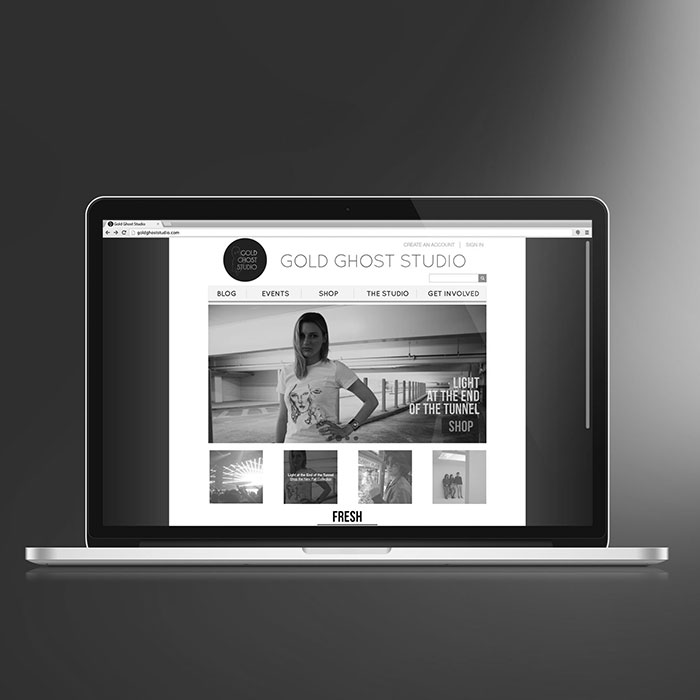 Gold Ghost Studio
goldghoststudio.com
CREATE AN ACCOUNT | SIGN IN
GOLD
GHOST
STUDIO
GOLD GHOST STUDIO
BLOG EVENTS SHOP THE STUDIO GET INVOLVED
LIGHT
AT THE END
OF THE TUNNEL
SHOP
Light at the End of the Tunnel
Shop the New Fall Collection
FRESH